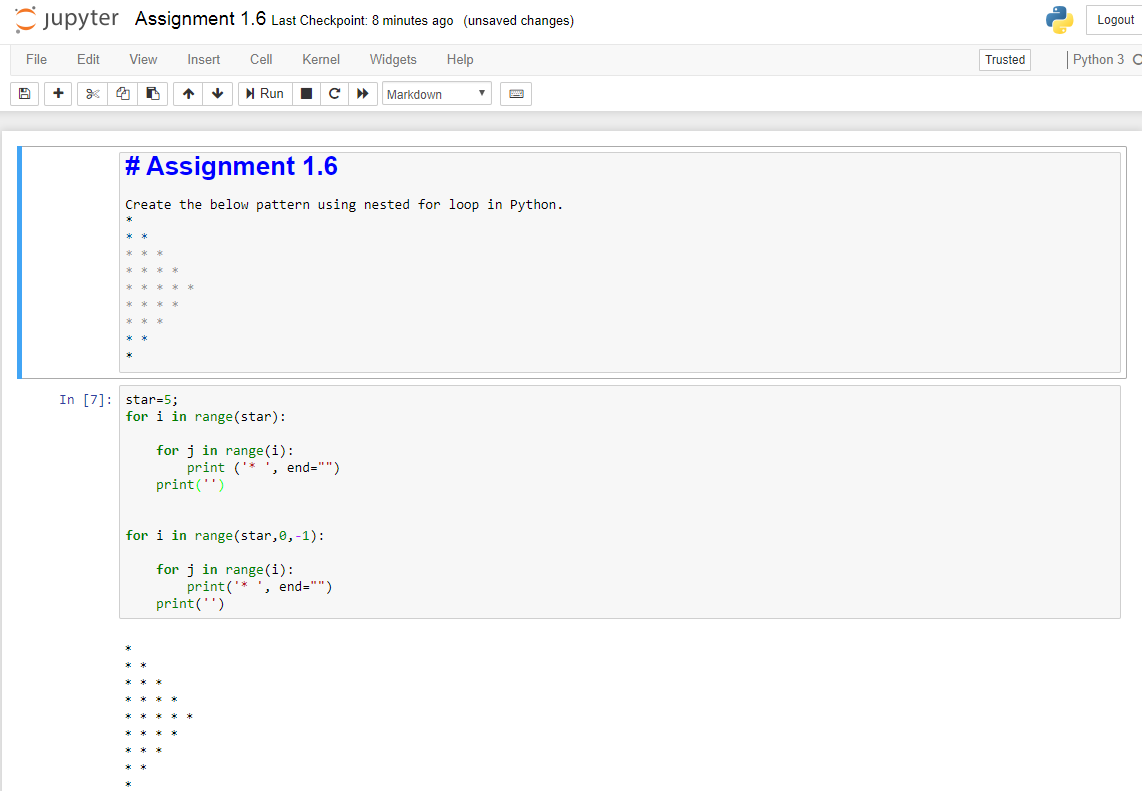 jupyter Assignment 1.6 Last Checkpoint: 8 minutes ago (unsaved changes) Logout
File Edit View Insert Cell Kernel Widgets Help Trusted Python 3
Run Markdown
# Assignment 1.6
Create the below pattern using nested for loop in Python.
*
* *
* * *
* * * *
* * * * *
* * * *
* * *
* *
*
In [7]: star=5;
for i in range(star):
for j in range(i):
print ('* ', end="")
print('')
for i in range(star,0,-1):
for j in range(i):
print('* ', end="")
print('')
*
* *
* * *
* * * *
* * * * *
* * * *
* * *
* *
*